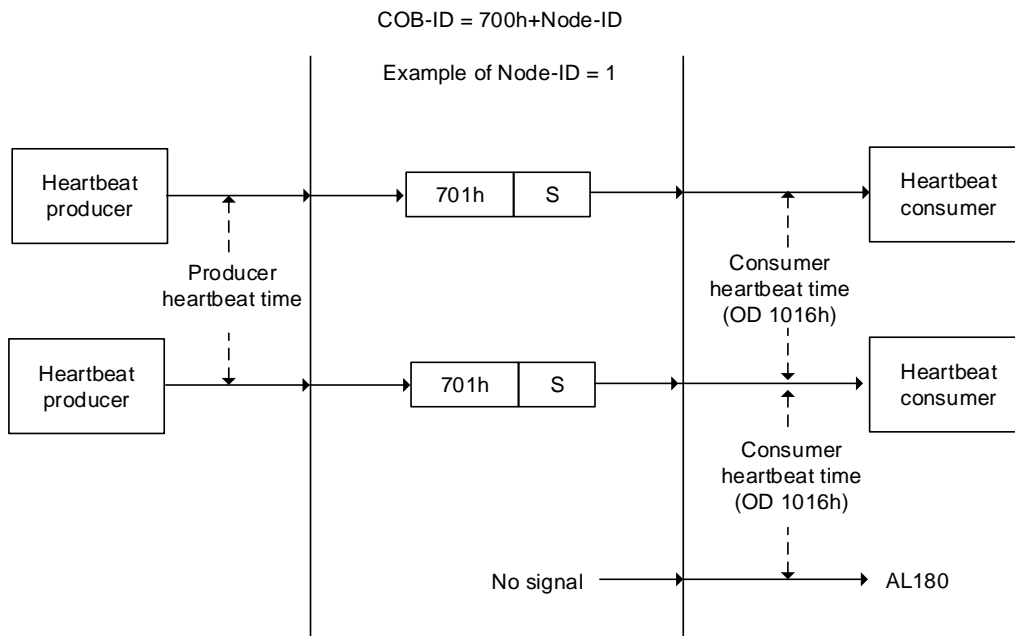 COB-ID = 700h+Node-ID
Example of Node-ID = 1
Heartbeat
producer
701h
S
Heartbeat
consumer
Producer
heartbeat time
Consumer
heartbeat time
(OD 1016h)
Heartbeat
producer
701h
S
Heartbeat
consumer
Consumer
heartbeat time
(OD 1016h)
No signal
AL180